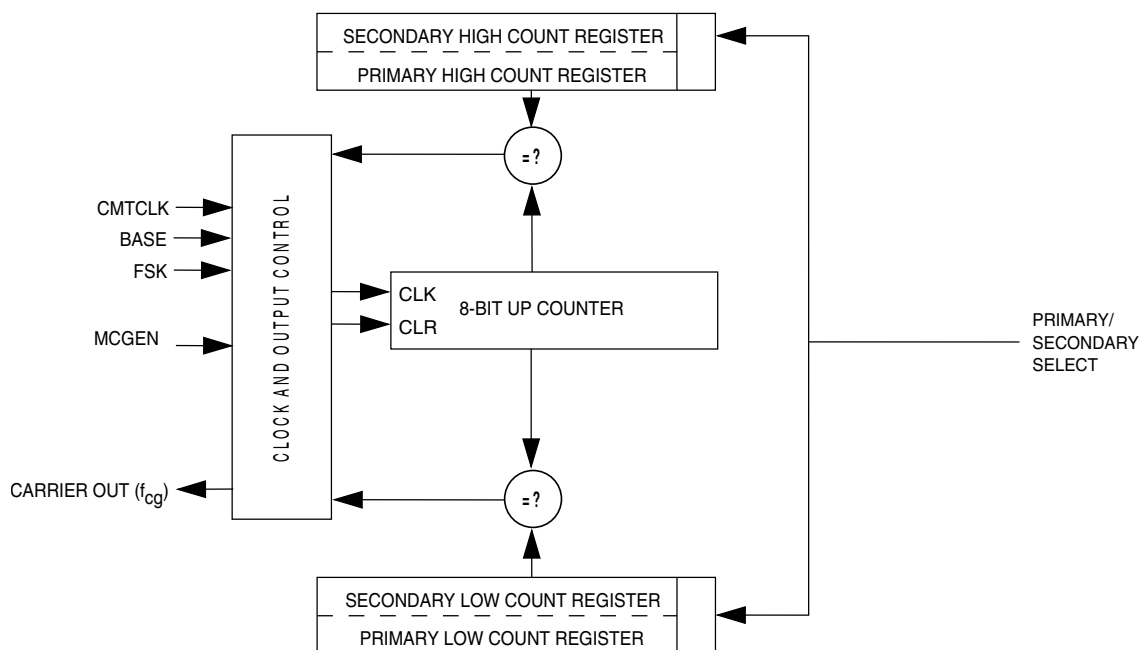 SECONDARY HIGH COUNT REGISTER
PRIMARY HIGH COUNT REGISTER
=?
CMTCLK
BASE
FSK
MCGEN
CLOCK AND OUTPUT CONTROL
CLK
CLR
8-BIT UP COUNTER
PRIMARY/
SECONDARY
SELECT
CARRIER OUT (fcg)
=?
SECONDARY LOW COUNT REGISTER
PRIMARY LOW COUNT REGISTER